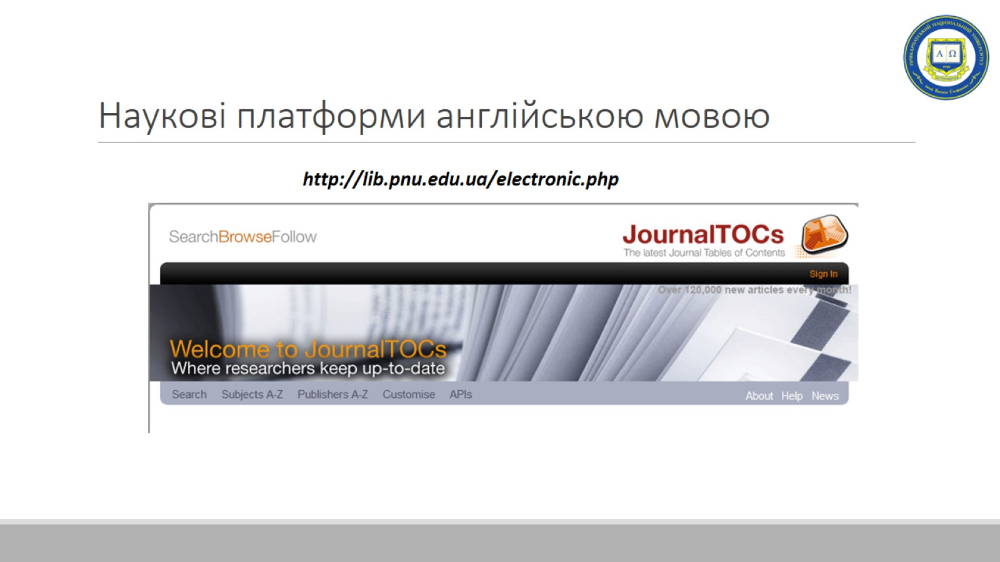 ПРИКАРПАТСЬКИЙ НАЦІОНАЛЬНИЙ УНІВЕРСИТЕТ
Α Ω
1940
імені Василя Стефаника
Наукові платформи англійською мовою
http://lib.pnu.edu.ua/electronic.php
SearchBrowseFollow
JournalTOCs
The latest Journal Tables of Contents
Sign In
Over 120,000 new articles every month!
Welcome to JournalTOCs
Where researchers keep up-to-date
Search Subjects A-Z Publishers A-Z Customise APIs
About Help News